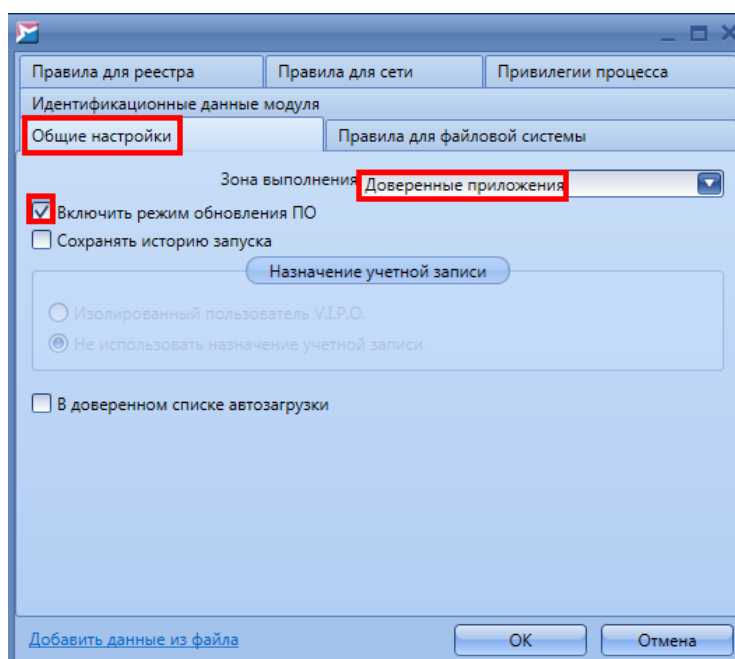 Правила для реестра
Правила для сети
Привилегии процесса
Идентификационные данные модуля
Общие настройки
Правила для файловой системы
Зона выполнения Доверенные приложения
Включить режим обновления ПО
Сохранять историю запуска
Назначение учетной записи
Изолированный пользователь V.I.P.O.
Не использовать назначение учетной записи
В доверенном списке автозагрузки
Добавить данные из файла
OK
Отмена